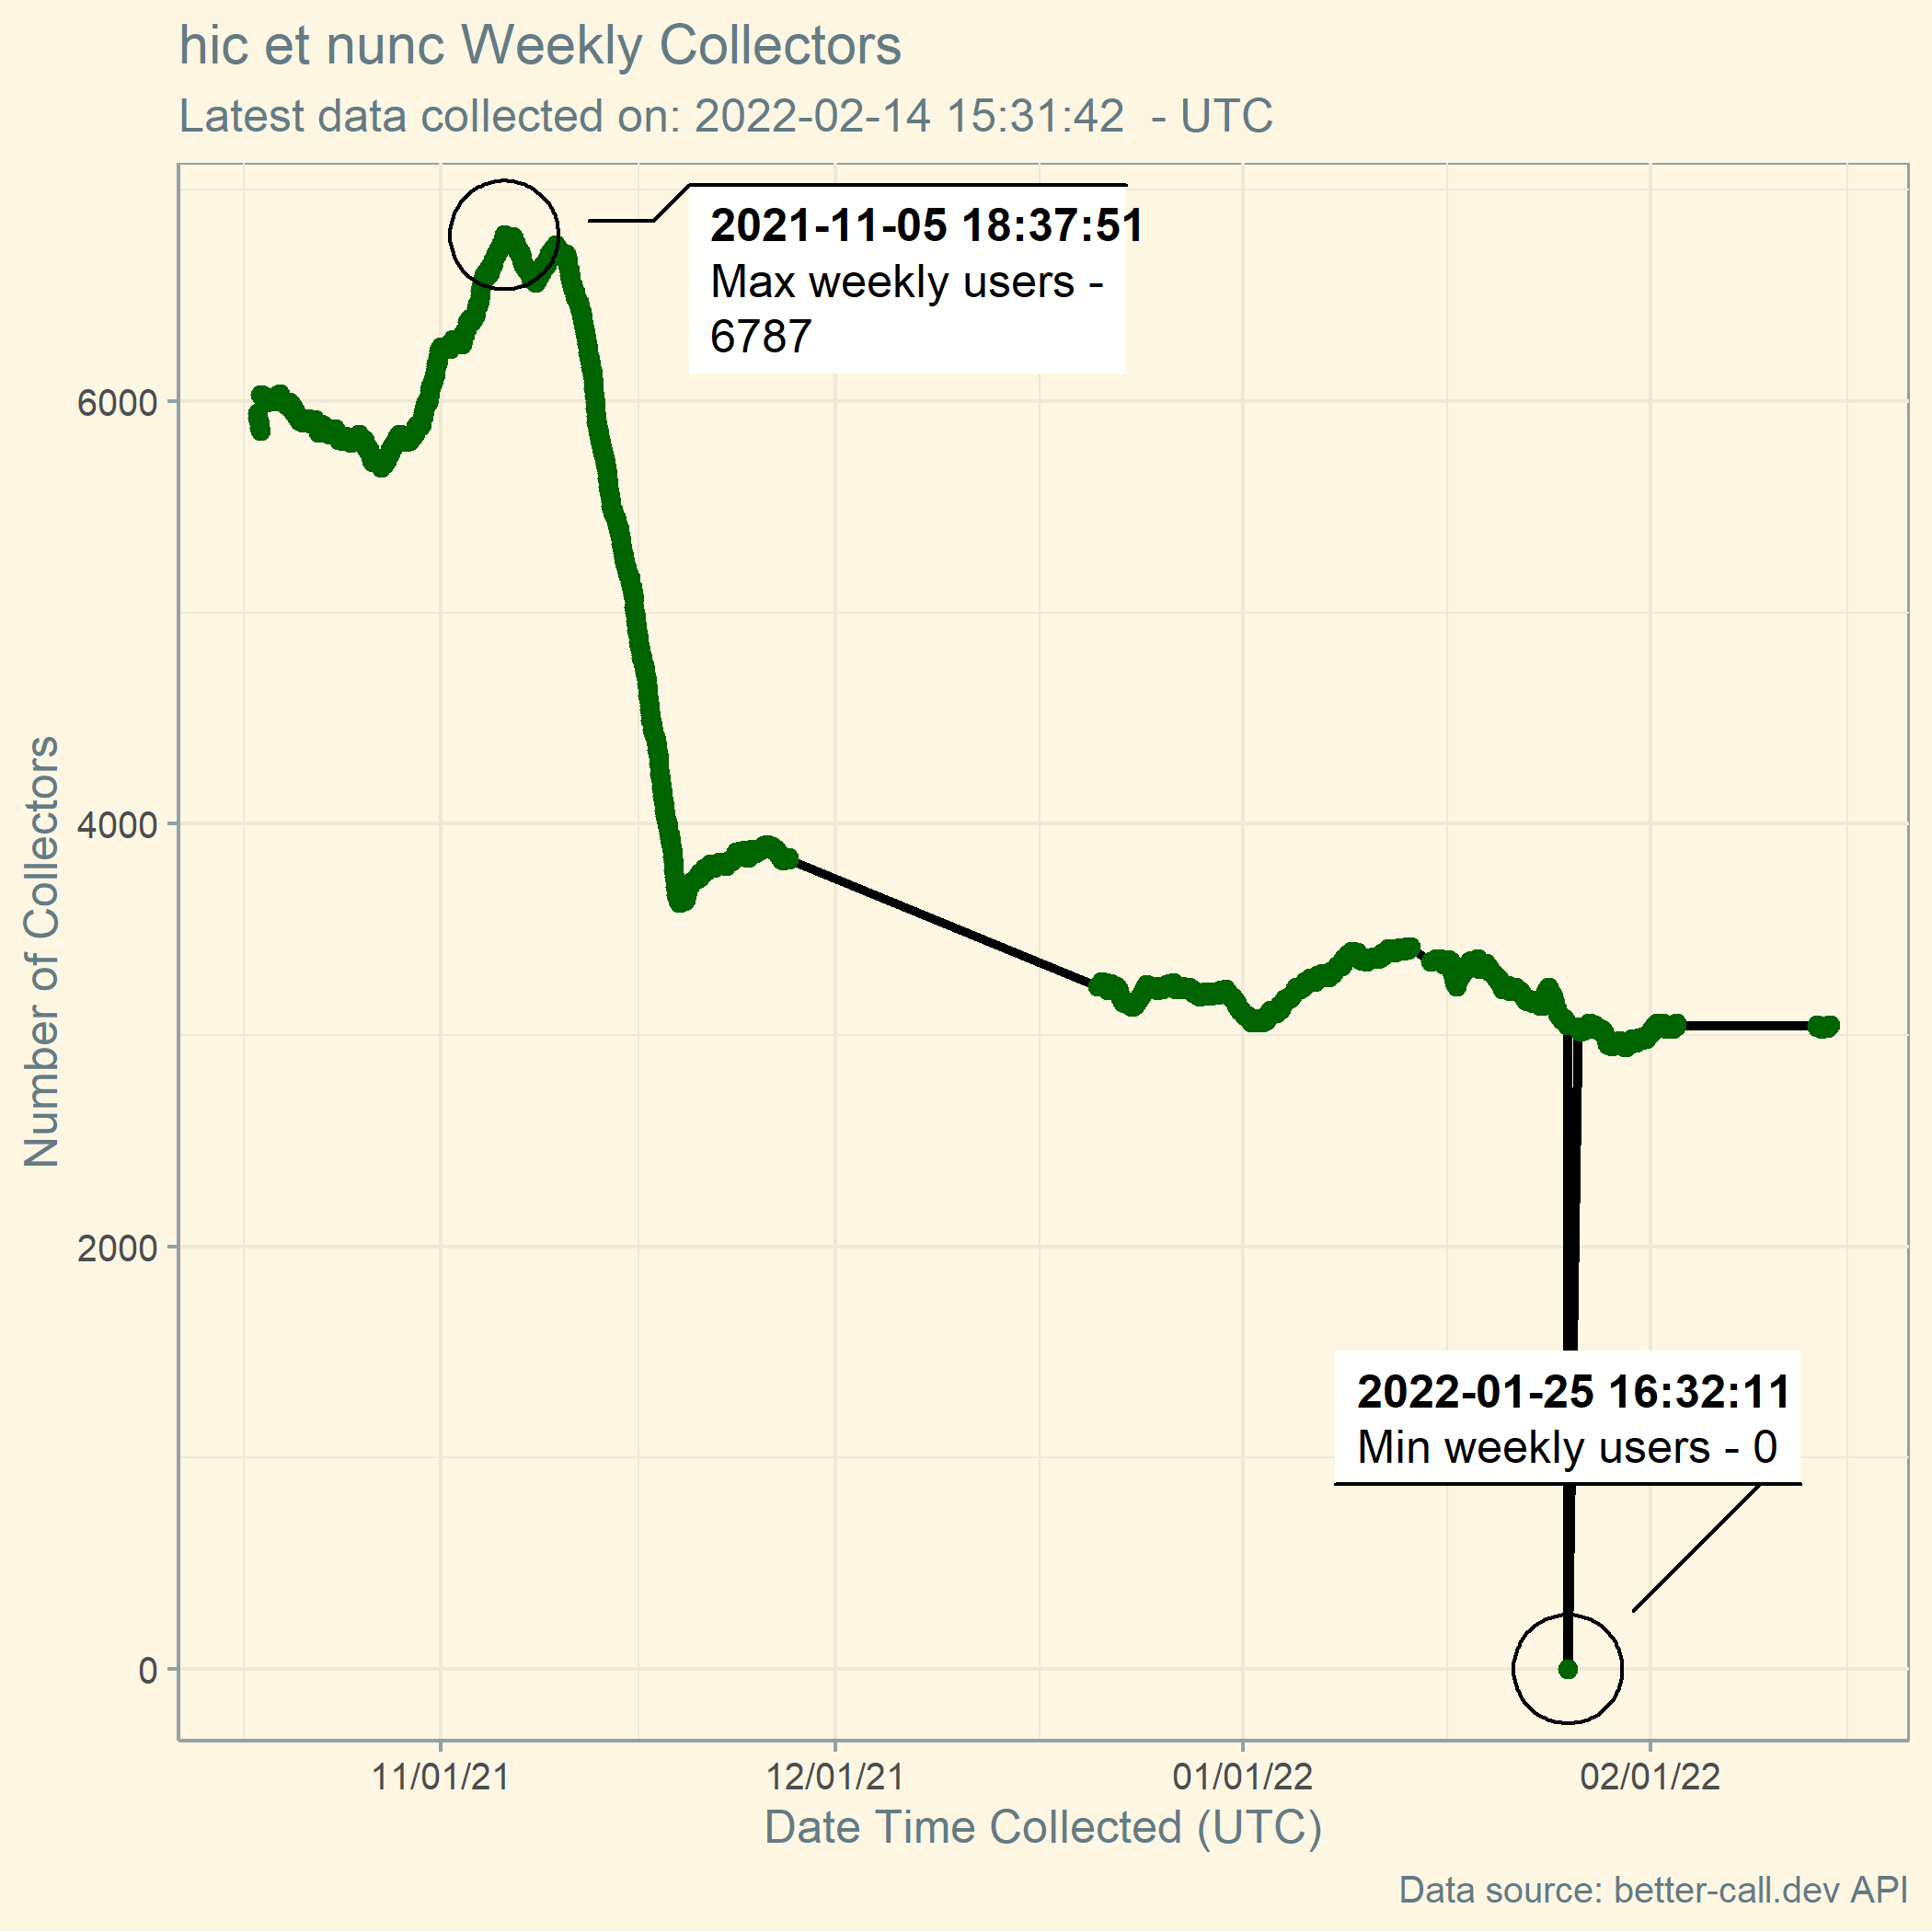 hic et nunc Weekly Collectors
Latest data collected on: 2022-02-14 15:31:42  - UTC
2021-11-05 18:37:51
Max weekly users -
6787
6000
4000
2000
0
Number of Collectors
2022-01-25 16:32:11
Min weekly users - 0
11/01/21
12/01/21
01/01/22
02/01/22
Date Time Collected (UTC)
Data source: better-call.dev API